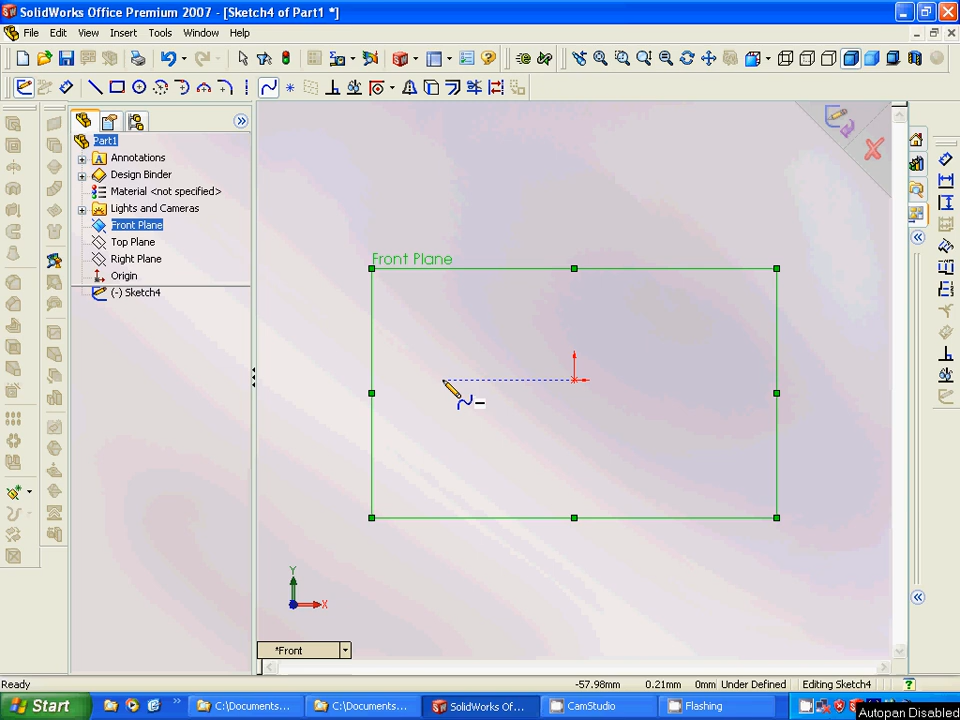 SolidWorks Office Premium 2007 - [Sketch4 of Part1 *]
File Edit View Insert Tools Window Help
Part1
Annotations
Design Binder
Material <not specified>
Lights and Cameras
Front Plane
Top Plane
Right Plane
Origin
(-) Sketch4
Front Plane
Y
X
*Front
Ready
-57.98mm 0.21mm 0mm Under Defined Editing Sketch4
Start C:\Documents... C:\Documents... SolidWorks Of... CamStudio Flashing
Autopan Disabled